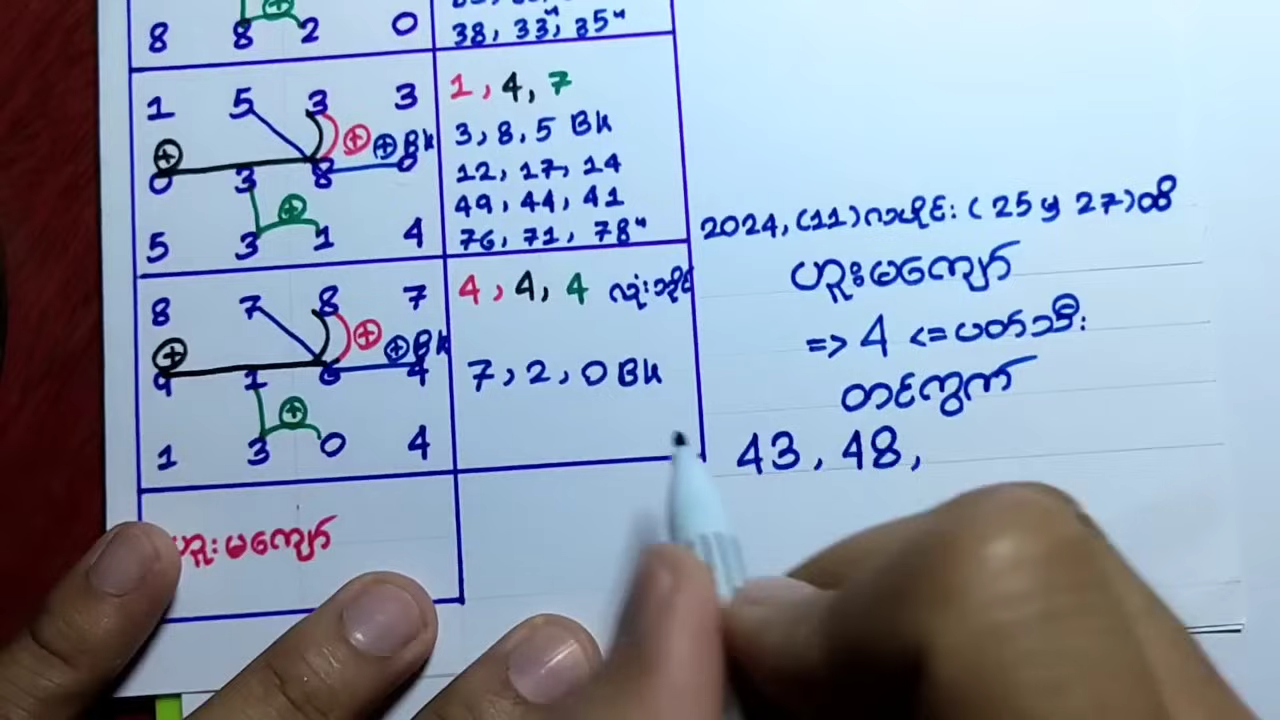 8 8 2 0
38, 33", 35"
1 5 3 3
1, 4, 7
⊕ ⊕ ⊕ Bk
0 3 8 0
3, 8, 5 Bk
12, 17, 14
⊕
49, 44, 41
5 3 1 4
76, 71, 78"
8 7 8 7
4, 4, 4
⊕ ⊕ ⊕ Bk
9 1 6 4
7, 2, 0 Bk
⊕
1 3 0 4
ဟူးမကျော်
2024, (11) လပိုင်း (25 မှ 27) ထိ
ဟူးမကျော်
=> 4 <= ပတ်သီး
တင်ကွက်
43, 48,